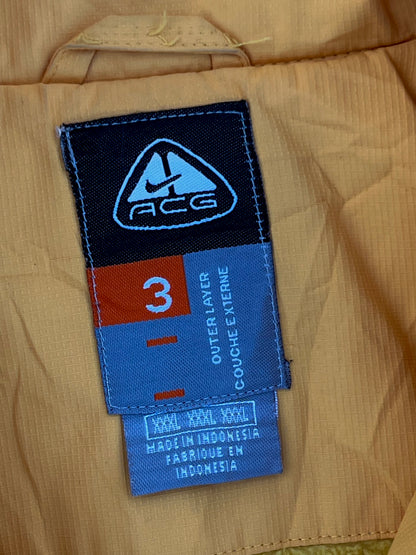 ACG
3
OUTER LAYER
COUCHE EXTERNE
XXXL XXXL XXXL
MADE IN INDONESIA
FABRIQUE EN
INDONESIA